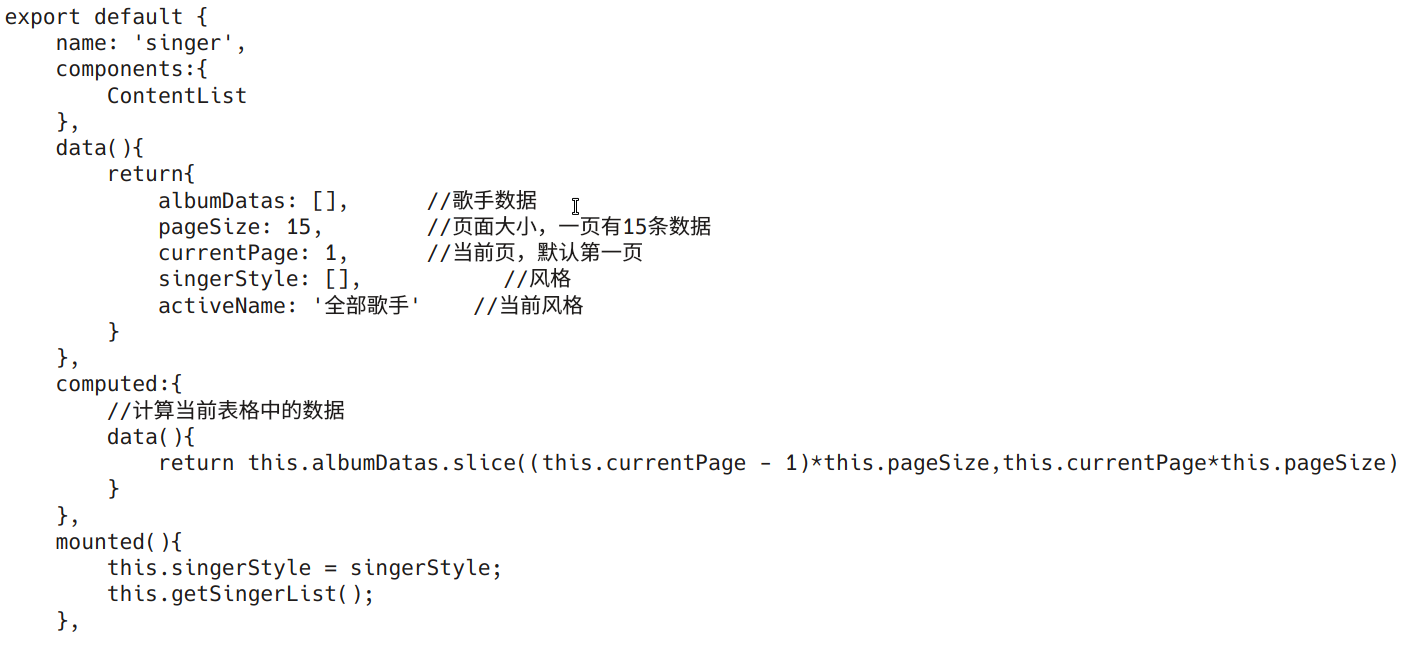 export default {
    name: 'singer',
    components:{
        ContentList
    },
    data(){
        return{
            albumDatas: [],      //歌手数据
            pageSize: 15,        //页面大小，一页有15条数据
            currentPage: 1,      //当前页，默认第一页
            singerStyle: [],           //风格
            activeName: '全部歌手'    //当前风格
        }
    },
    computed:{
        //计算当前表格中的数据
        data(){
            return this.albumDatas.slice((this.currentPage - 1)*this.pageSize,this.currentPage*this.pageSize)
        }
    },
    mounted(){
        this.singerStyle = singerStyle;
        this.getSingerList();
    },